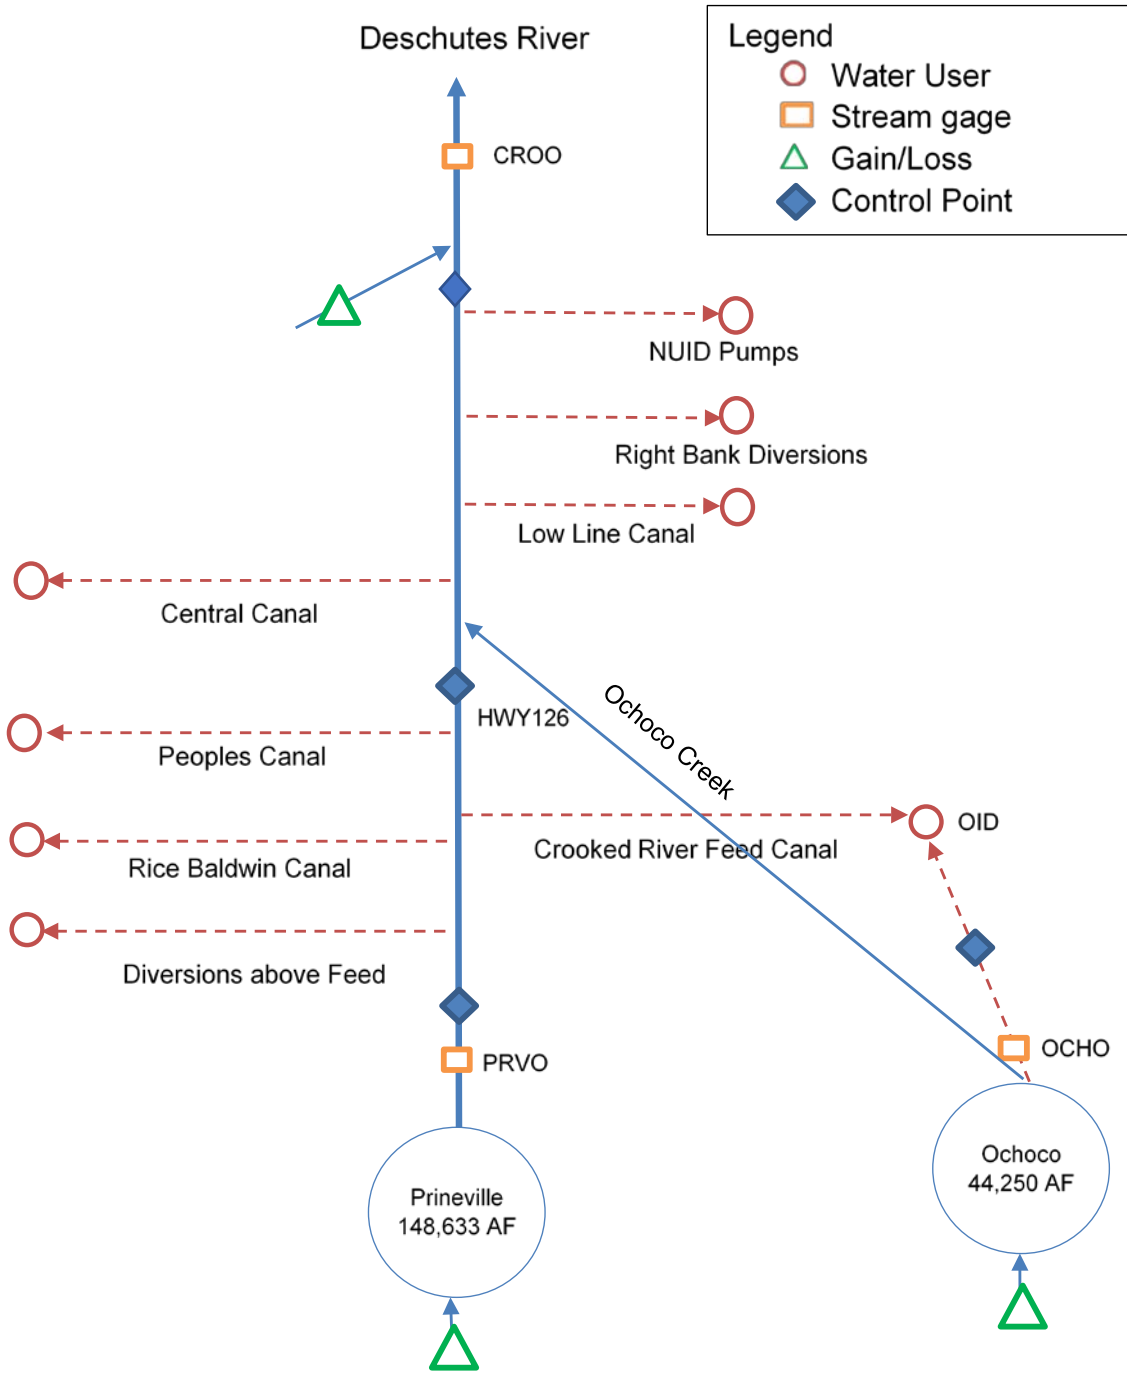 Deschutes River
Legend
Water User
Stream gage
Gain/Loss
Control Point
CROO
NUID Pumps
Right Bank Diversions
Low Line Canal
Central Canal
Ochoco Creek
HWY126
Peoples Canal
OID
Crooked River Feed Canal
Rice Baldwin Canal
Diversions above Feed
OCHO
PRVO
Ochoco
44,250 AF
Prineville
148,633 AF